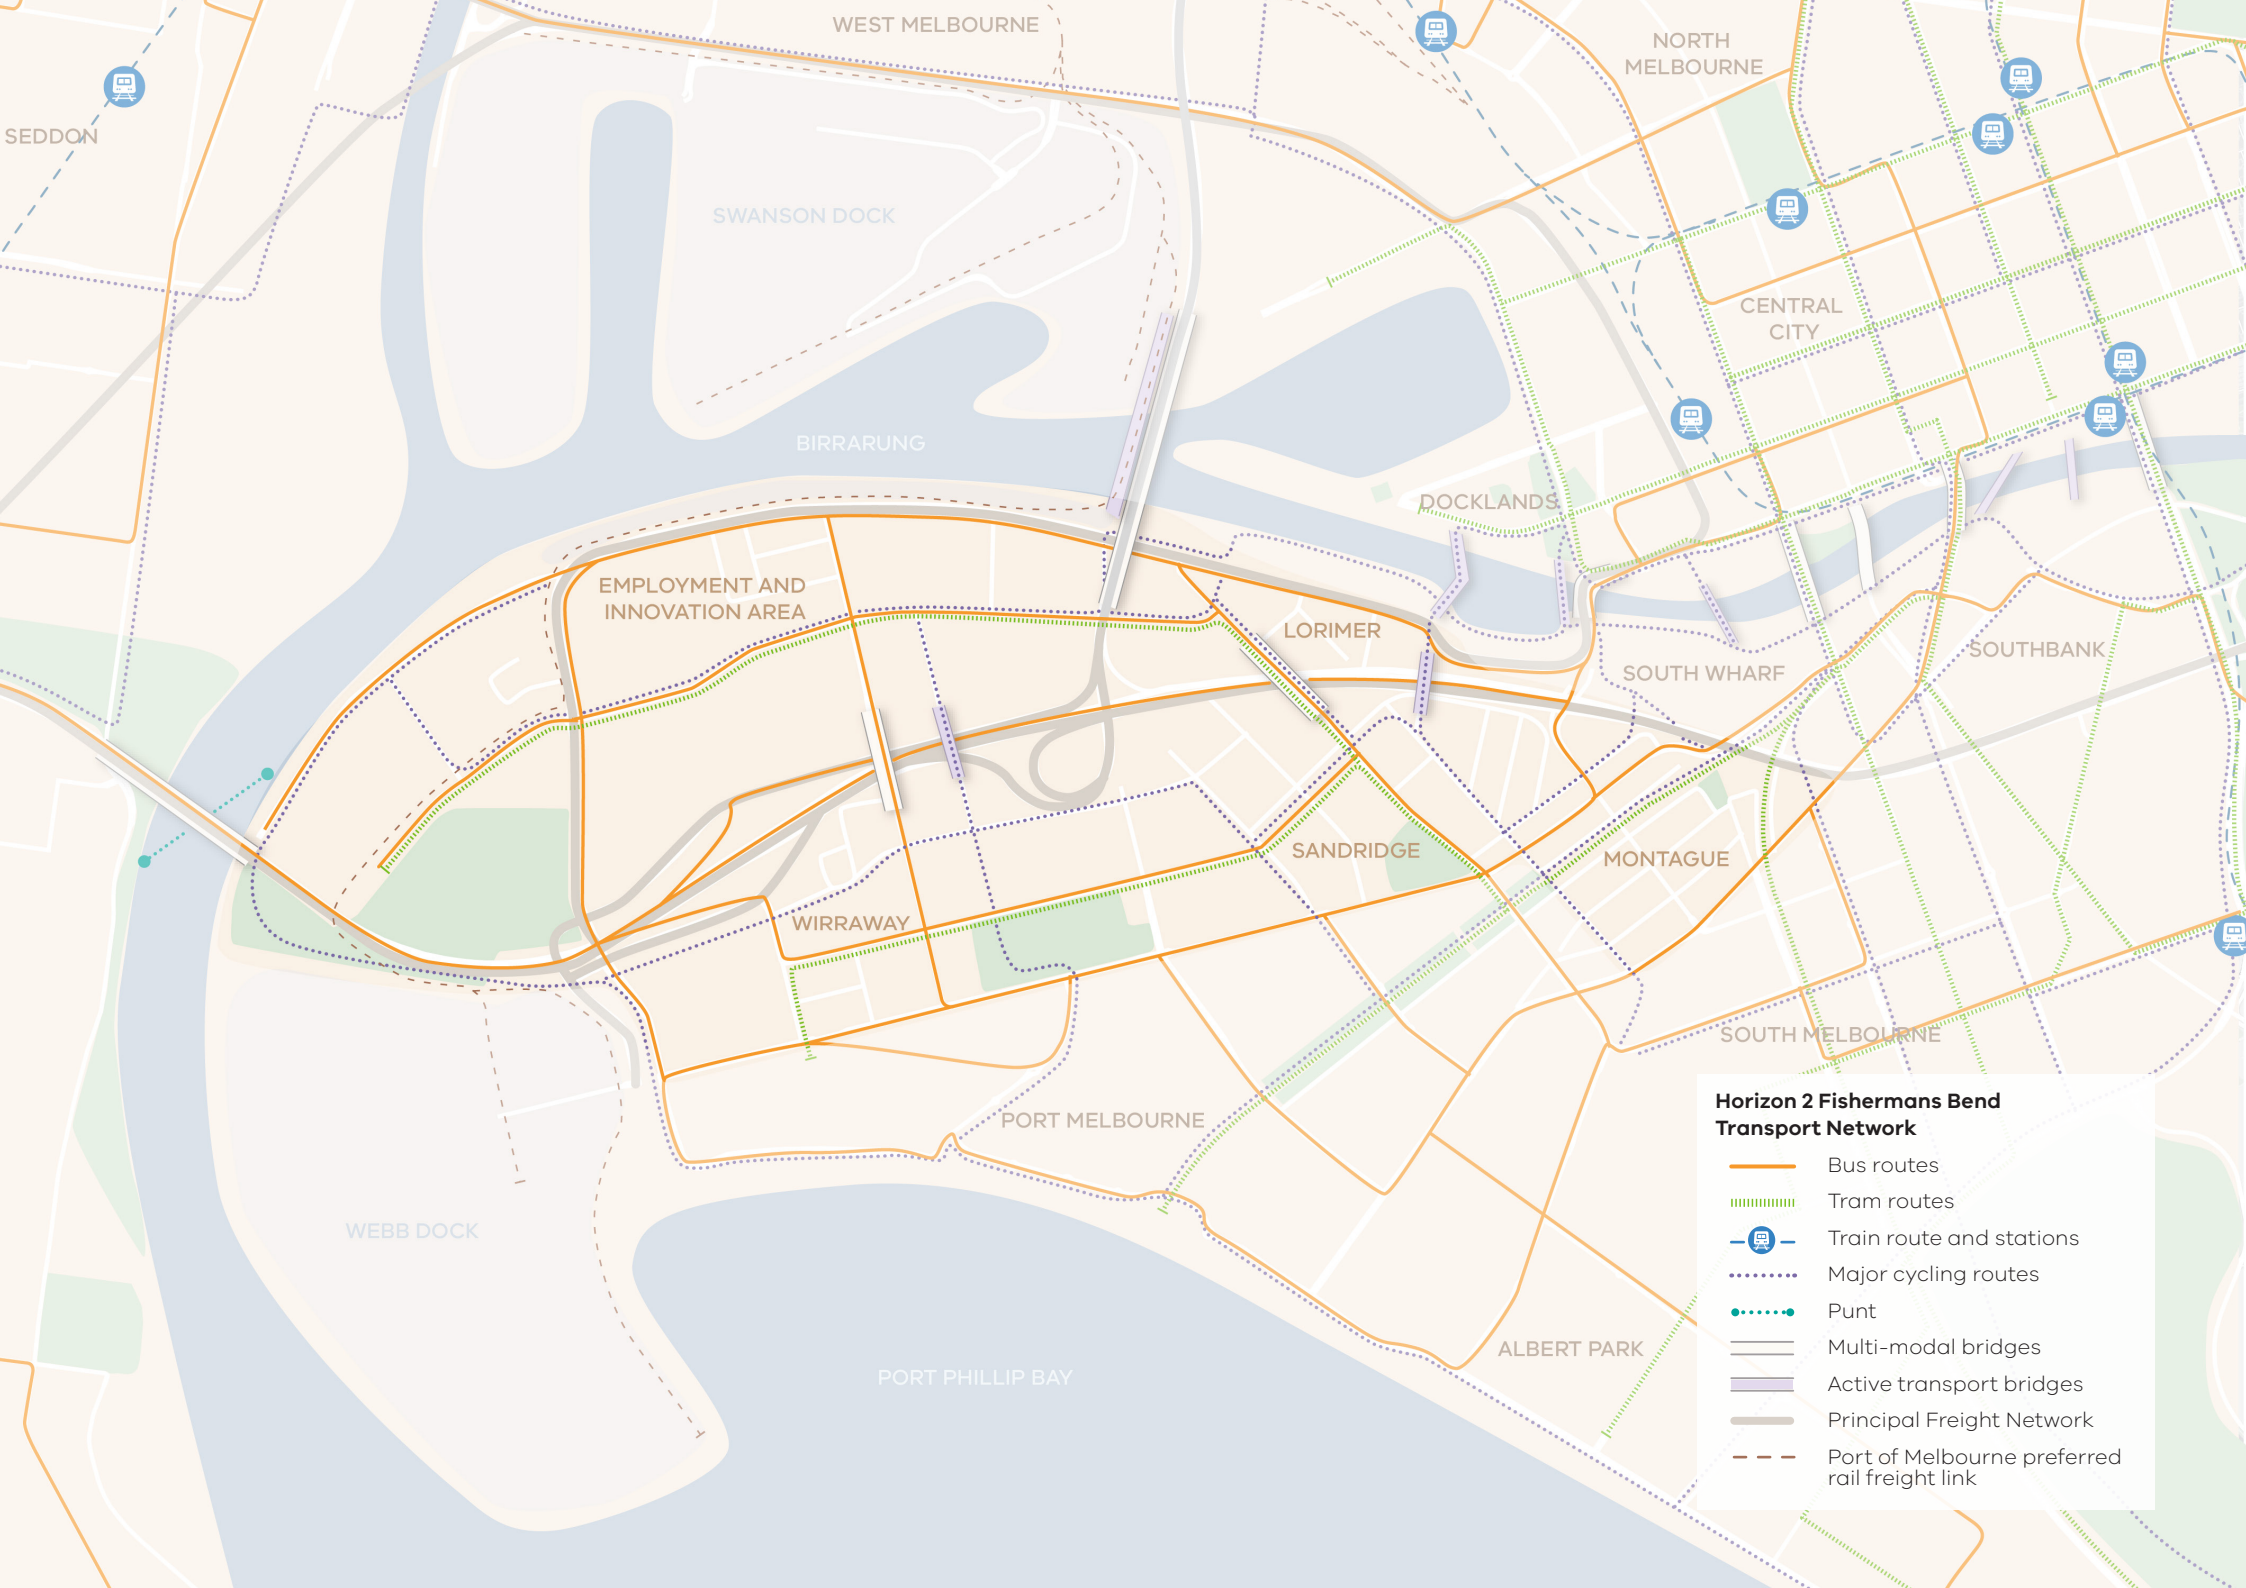 WEST MELBOURNE
NORTH
MELBOURNE
SEDDON
SWANSON DOCK
CENTRAL
CITY
BIRRARUNG
DOCKLANDS
EMPLOYMENT AND
INNOVATION AREA
LORIMER
SOUTH WHARF
SOUTHBANK
SANDRIDGE
MONTAGUE
WIRRAWAY
SOUTH MELBOURNE
PORT MELBOURNE
WEBB DOCK
ALBERT PARK
PORT PHILLIP BAY
Horizon 2 Fishermans Bend
Transport Network
Bus routes
Tram routes
Train route and stations
Major cycling routes
Punt
Multi-modal bridges
Active transport bridges
Principal Freight Network
Port of Melbourne preferred
rail freight link